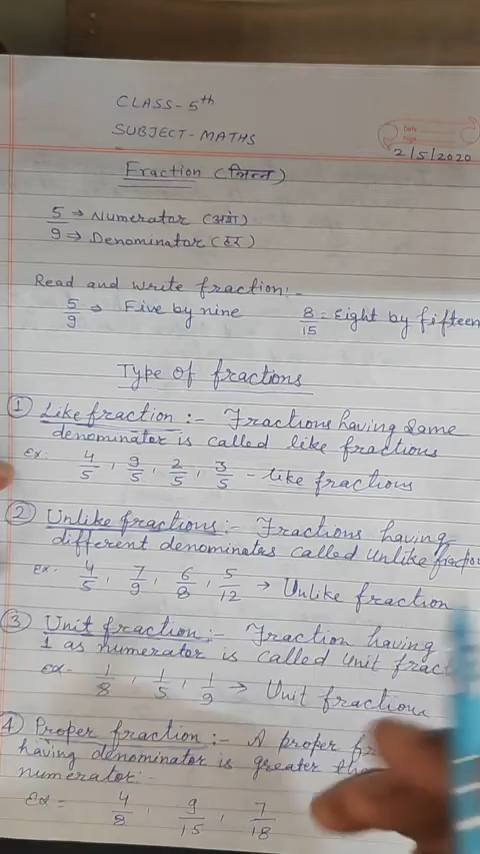 CLASS- 5th
SUBJECT- MATHS
Date
2/5/2020
Fraction (भिन्न)
5/9 → Numerator (अंश)
→ Denominator (हर)
Read and write fraction:-
5/9 → Five by nine 8/15 = Eight by fifteen
Type of fractions
① Like fraction :- Fractions having same
denominator is called like fractions
Ex: 4/5, 9/5, 2/5, 3/5 - like fractions
② Unlike fractions:- Fractions having
different denominates called unlike
Ex. 4/5, 7/9, 6/8, 5/12 → Unlike fraction
③ Unit fraction:- Fraction having
1 as numerator is called unit
Ex- 1/8, 1/5, 1/9 → Unit fractions
④ Proper fraction:- A proper
having denominator is greater
numerator:-
Ex = 4/8, 9/15, 7/18